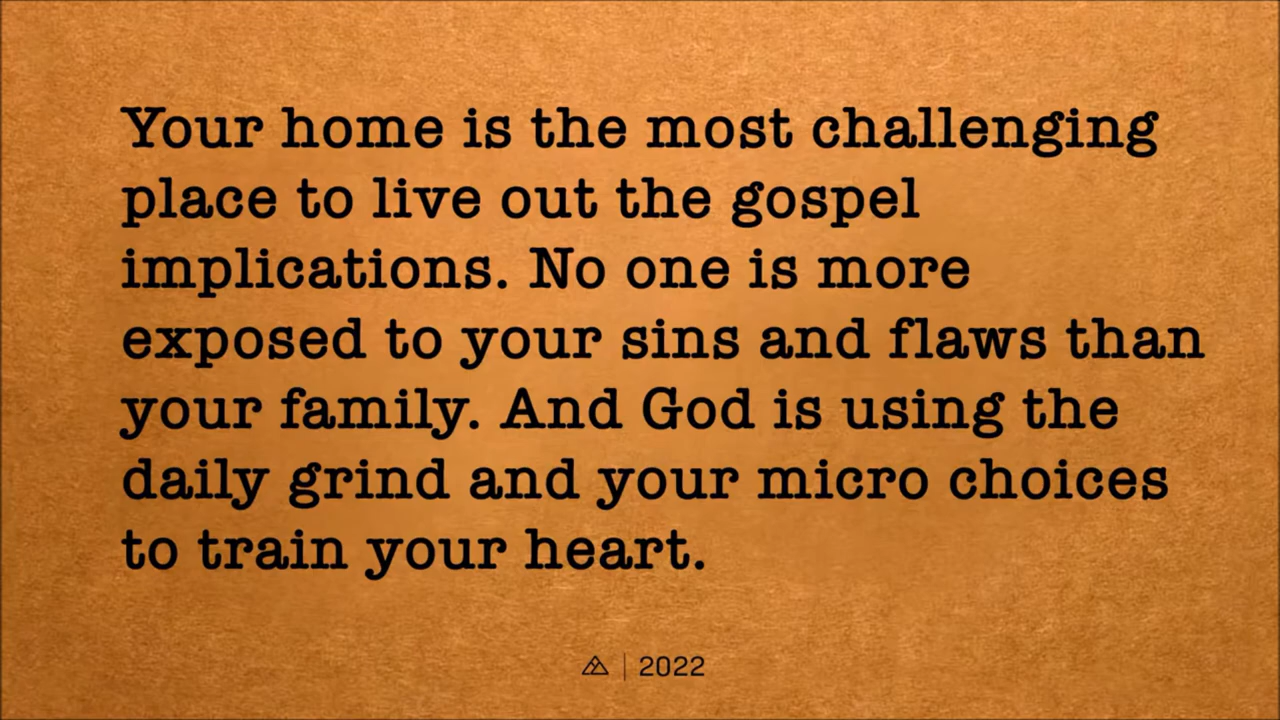 Your home is the most challenging
place to live out the gospel
implications. No one is more
exposed to your sins and flaws than
your family. And God is using the
daily grind and your micro choices
to train your heart.
| 2022